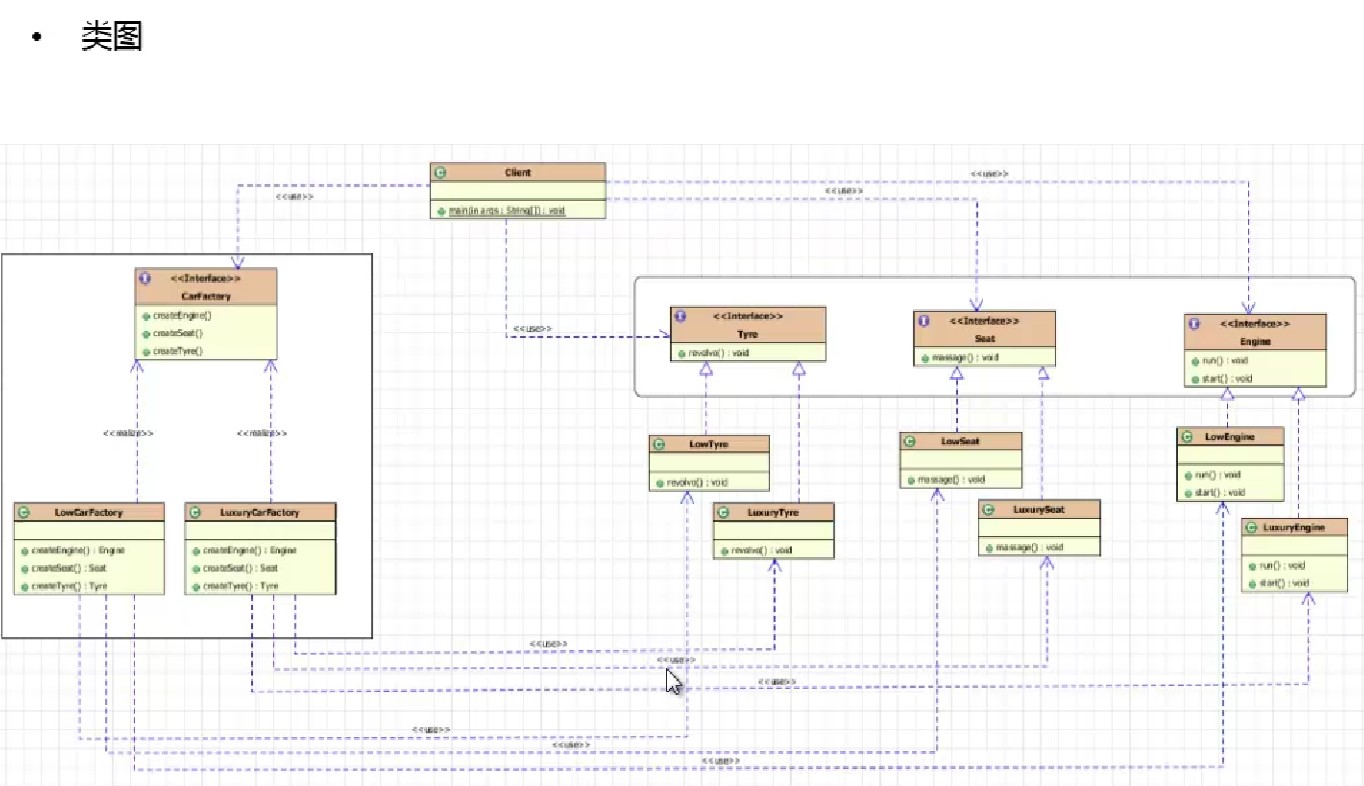 类图
Client
main(in args : String[]) : void
<<use>>
<<use>>
<<use>>
<<Interface>>
CarFactory
createEngine()
createSeat()
createTyre()
<<use>>
<<Interface>>
Tyre
revolvo() : void
<<Interface>>
Seat
massage() : void
<<Interface>>
Engine
run() : void
start() : void
<<realize>>
<<realize>>
LowTyre
revolvo() : void
LowSeat
massage() : void
LowEngine
run() : void
start() : void
LowCarFactory
createEngine() : Engine
createSeat() : Seat
createTyre() : Tyre
LuxuryCarFactory
createEngine() : Engine
createSeat() : Seat
createTyre() : Tyre
LuxuryTyre
revolvo() : void
LuxurySeat
massage() : void
LuxuryEngine
run() : void
start() : void
<<use>>
<<use>>
<<use>>
<<use>>
<<use>>
<<use>>